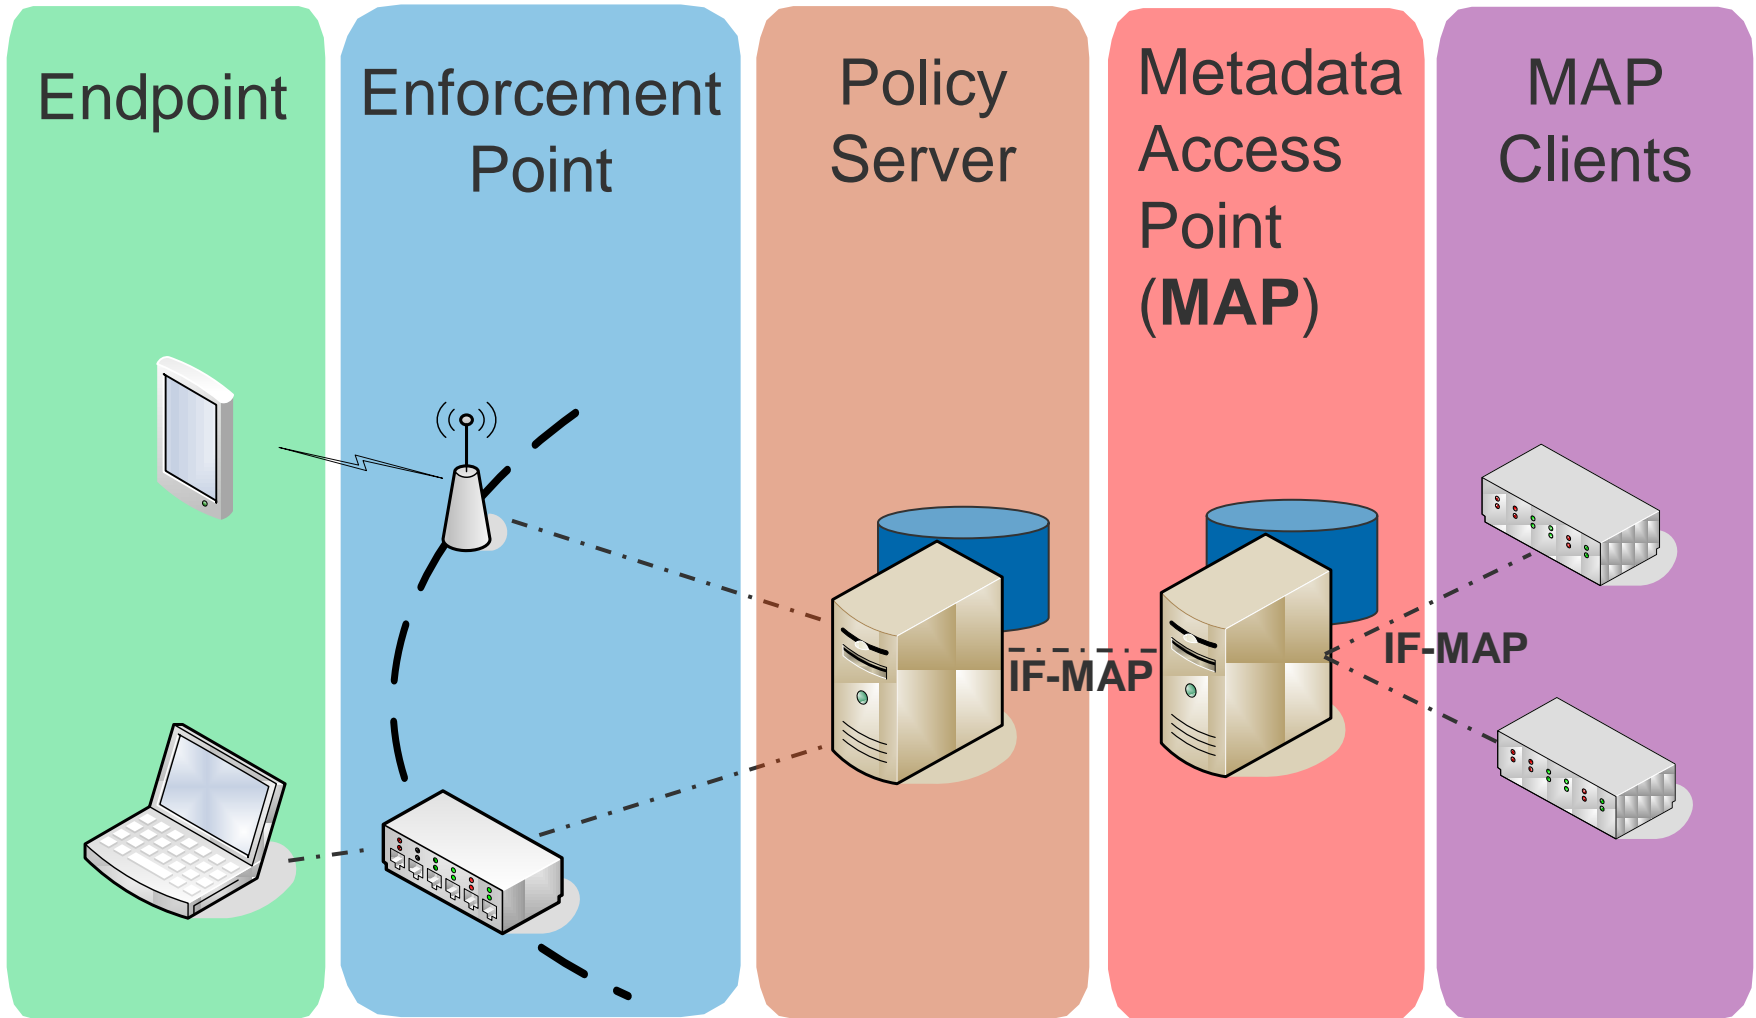 Endpoint
Enforcement
Point
Policy
Server
Metadata
Access
Point
(MAP)
MAP
Clients
IF-MAP
IF-MAP